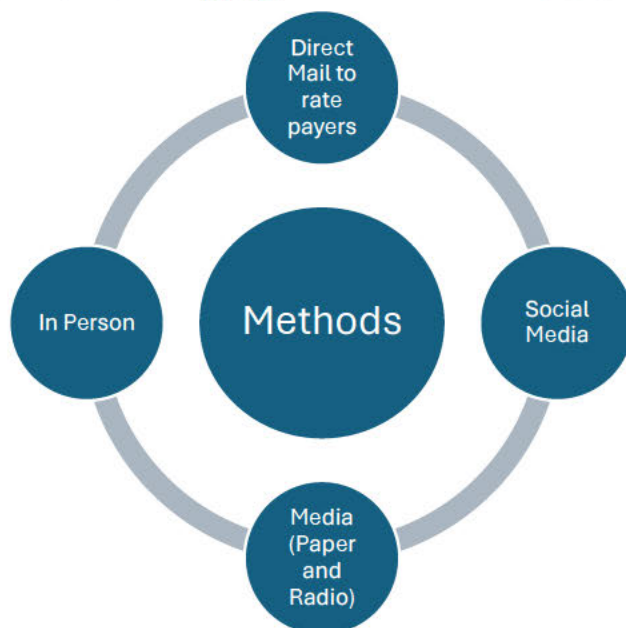 Direct
Mail to
rate
payers
In Person
Methods
Social
Media
Media
(Paper
and
Radio)